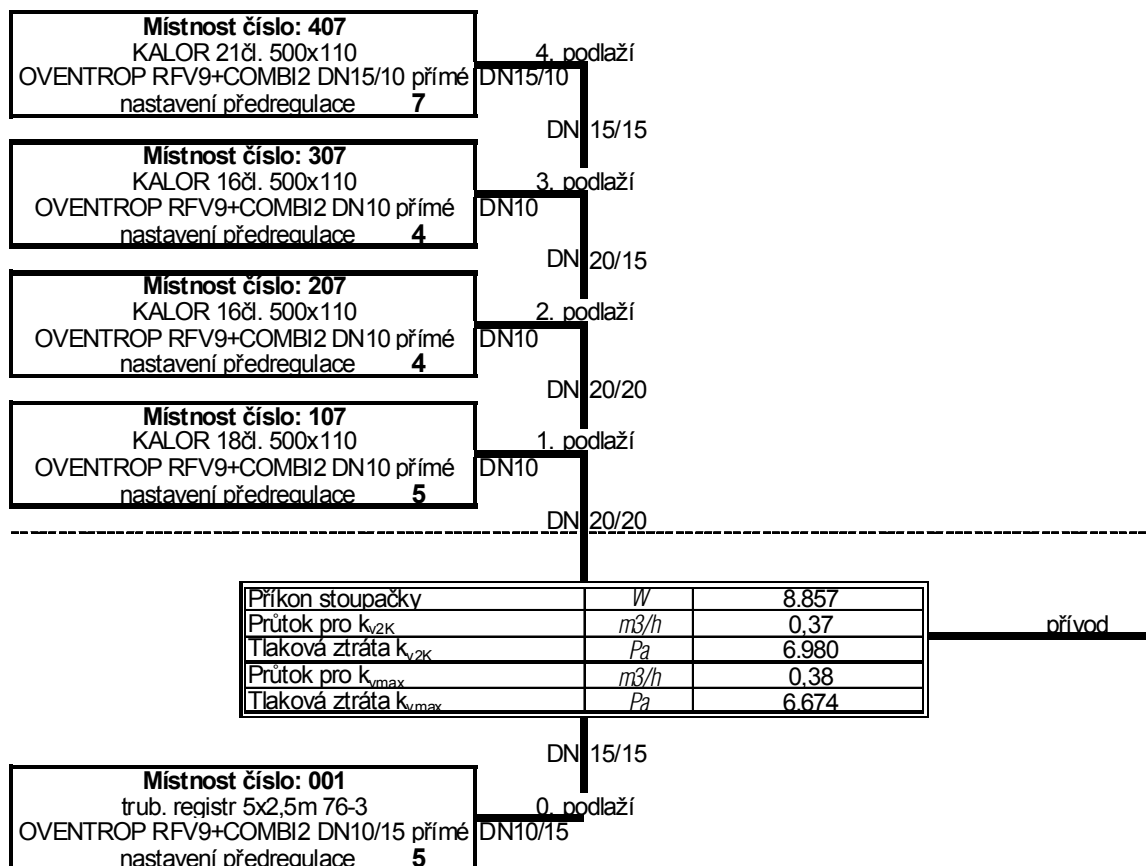 Místnost číslo: 407
KALOR 21čl. 500x110
4. podlaží
OVENTROP RFV9+COMBI2 DN15/10 přímé
DN15/10
nastavení předregulace 7
DN 15/15
Místnost číslo: 307
KALOR 16čl. 500x110
3. podlaží
OVENTROP RFV9+COMBI2 DN10 přímé
DN10
nastavení předregulace 4
DN 20/15
Místnost číslo: 207
KALOR 16čl. 500x110
2. podlaží
OVENTROP RFV9+COMBI2 DN10 přímé
DN10
nastavení předregulace 4
DN 20/20
Místnost číslo: 107
KALOR 18čl. 500x110
1. podlaží
OVENTROP RFV9+COMBI2 DN10 přímé
DN10
nastavení předregulace 5
DN 20/20
Příkon stoupačky W 8.857
Průtok pro kv2K m3/h 0,37
přívod
Tlaková ztráta kv2K Pa 6.980
Průtok pro kvmax m3/h 0,38
Tlaková ztráta kvmax Pa 6.674
DN 15/15
Místnost číslo: 001
trub. registr 5x2,5m 76-3
0. podlaží
OVENTROP RFV9+COMBI2 DN10/15 přímé
DN10/15
nastavení předregulace 5